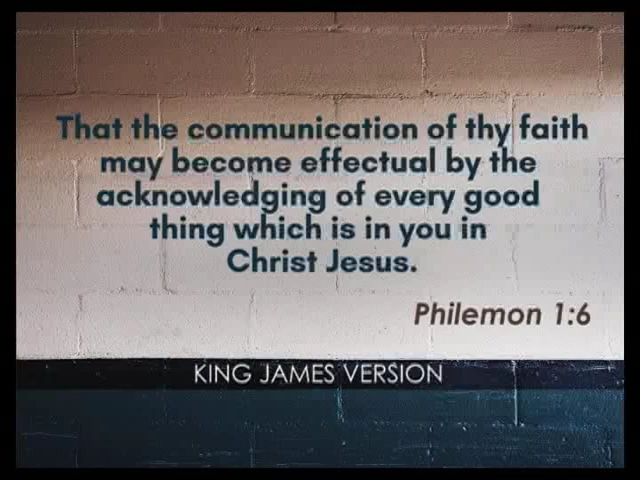 That the communication of thy faith
may become effectual by the
acknowledging of every good
thing which is in you in
Christ Jesus.
Philemon 1:6
KING JAMES VERSION